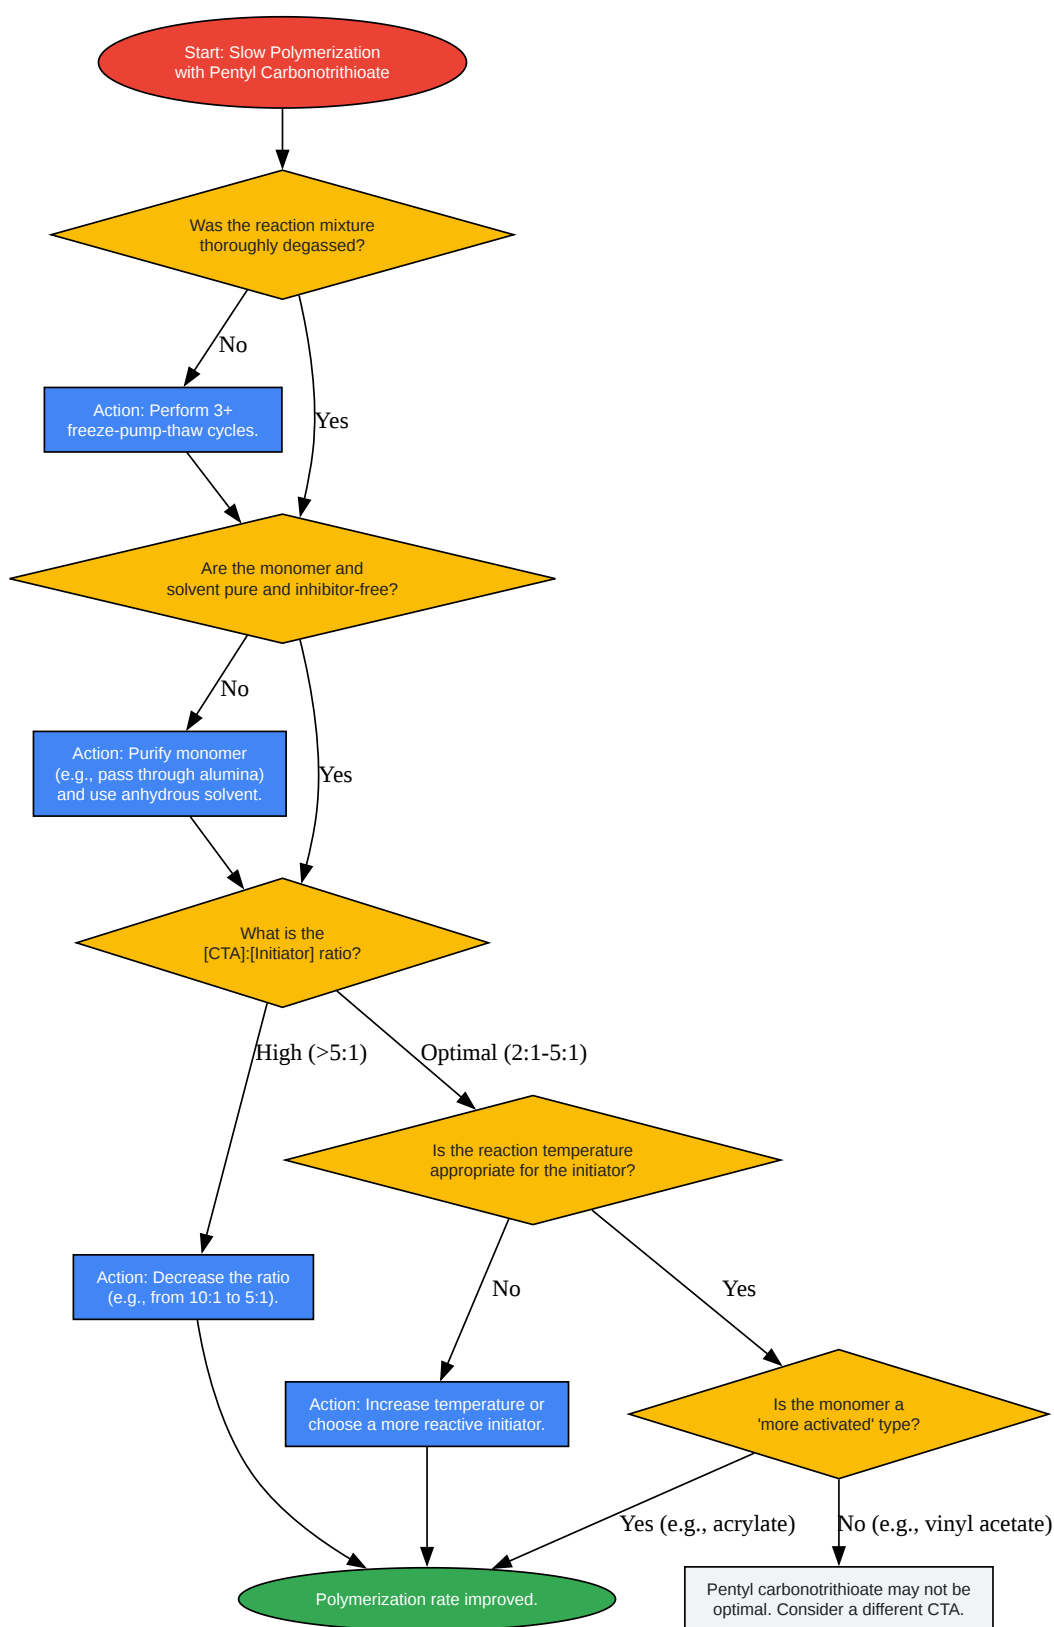 Start: Slow Polymerization
with Pentyl Carbonotrithioate
Was the reaction mixture
thoroughly degassed?
No
Action: Perform 3+
freeze-pump-thaw cycles.
Yes
Are the monomer and
solvent pure and inhibitor-free?
No
Action: Purify monomer
(e.g., pass through alumina)
and use anhydrous solvent.
Yes
What is the
[CTA]:[Initiator] ratio?
High (>5:1)
Optimal (2:1-5:1)
Is the reaction temperature
appropriate for the initiator?
Action: Decrease the ratio
(e.g., from 10:1 to 5:1).
No
Yes
Action: Increase temperature or
choose a more reactive initiator.
Is the monomer a
'more activated' type?
Yes (e.g., acrylate)
No (e.g., vinyl acetate)
Polymerization rate improved.
Pentyl carbonotrithioate may not be
optimal. Consider a different CTA.